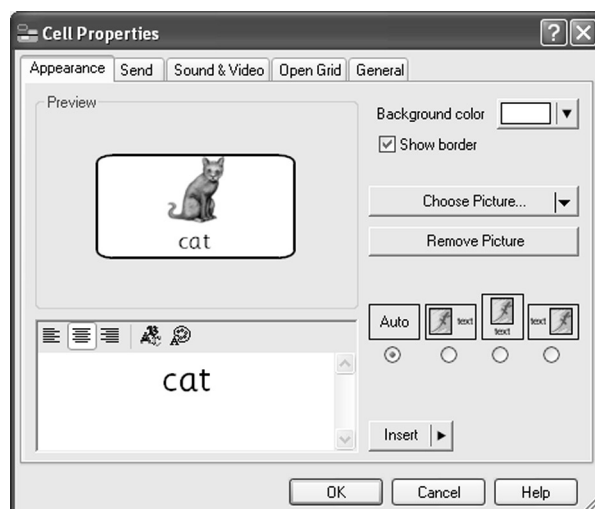 Cell Properties
Appearance Send Sound & Video Open Grid General
Preview
cat
Background color
Show border
Choose Picture...
Remove Picture
Auto text text text
cat
Insert
OK Cancel Help